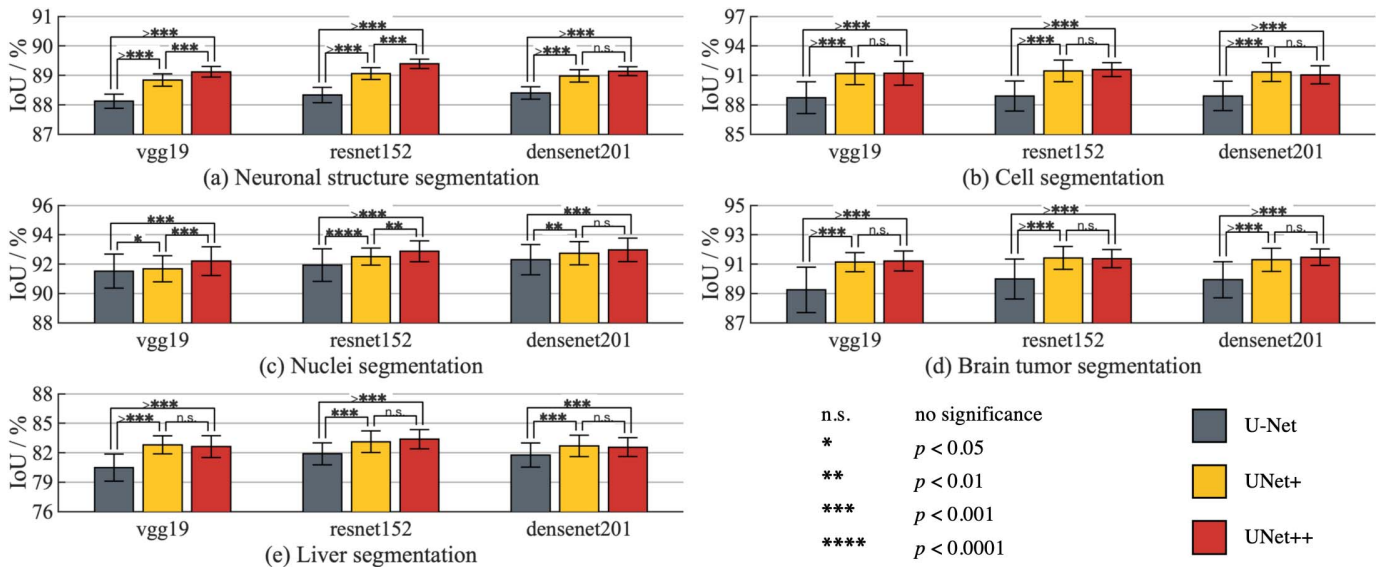 IoU / %
91
90
89
88
87
>***
>*** ***
>***
>*** ***
>***
>*** n.s.
vgg19 resnet152 densenet201
(a) Neuronal structure segmentation
IoU / %
97
94
91
88
85
>***
>*** n.s.
>***
>*** n.s.
>***
>*** n.s.
vgg19 resnet152 densenet201
(b) Cell segmentation
IoU / %
96
94
92
90
88
***
* ***
>***
**** **
***
** n.s.
vgg19 resnet152 densenet201
(c) Nuclei segmentation
IoU / %
95
93
91
89
87
>***
>*** n.s.
>***
>*** n.s.
>***
>*** n.s.
vgg19 resnet152 densenet201
(d) Brain tumor segmentation
IoU / %
88
85
82
79
76
>***
>*** n.s.
>***
*** n.s.
***
*** n.s.
vgg19 resnet152 densenet201
(e) Liver segmentation
n.s. no significance
* p < 0.05
** p < 0.01
*** p < 0.001
**** p < 0.0001
U-Net
UNet+
UNet++